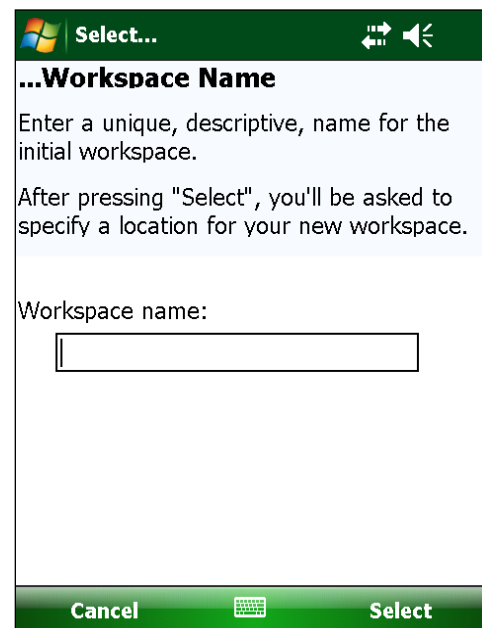 Select...
...Workspace Name
Enter a unique, descriptive, name for the
initial workspace.
After pressing "Select", you'll be asked to
specify a location for your new workspace.
Workspace name:
Cancel
Select